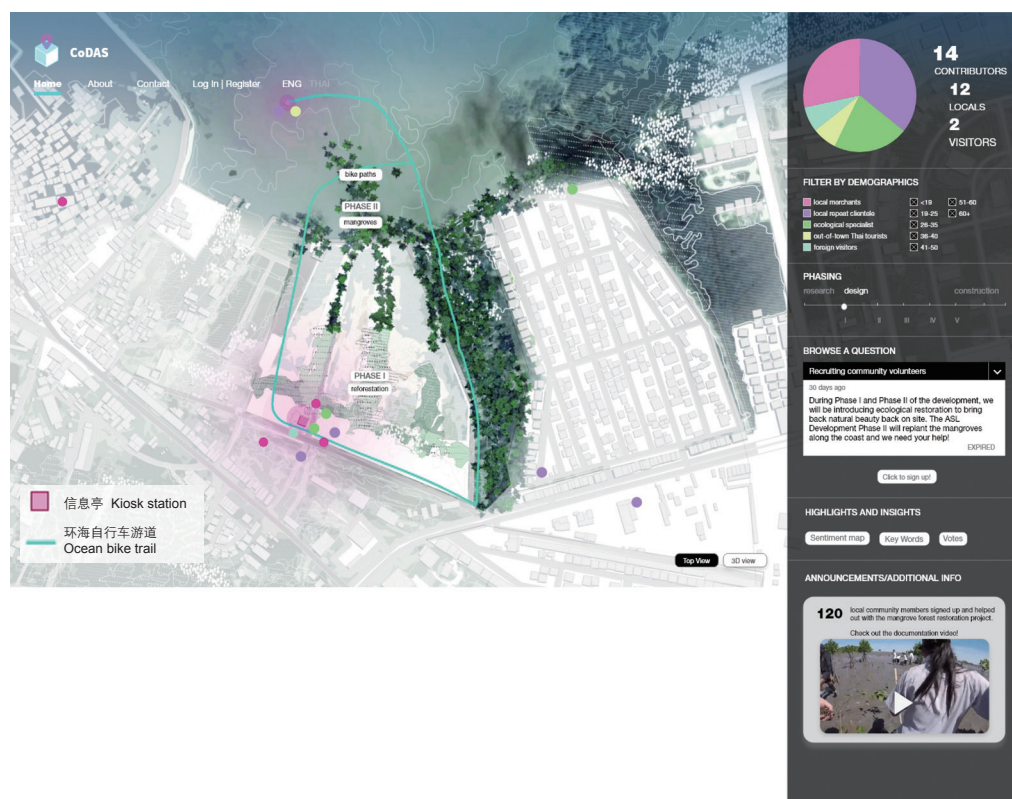 CoDAS
Home About Contact Log In | Register ENG THAI
bike paths
PHASE II
mangroves
PHASE I
reforestation
信息亭 Kiosk station
环海自行车游道
Ocean bike trail
Top View 3D view
14
CONTRIBUTORS
12
LOCALS
2
VISITORS
FILTER BY DEMOGRAPHICS
local merchants <19 51-60
local repeat clientale 19-25 60+
ecological specialist 26-35
out-of-town Thai tourists 36-40
foreign visitors 41-50
PHASING
research design construction
I II III IV V
BROWSE A QUESTION
Recruiting community volunteers
30 days ago
During Phase I and Phase II of the development, we
will be introducing ecological restoration to bring
back natural beauty back on site. The ASL
Development Phase II will replant the mangroves
along the coast and we need your help!
EXPIRED
Click to sign up!
HIGHLIGHTS AND INSIGHTS
Sentiment map Key Words Votes
ANNOUNCEMENTS/ADDITIONAL INFO
120 local community members signed up and helped
out with the mangrove forest restoration project.
Check out the documentation video!